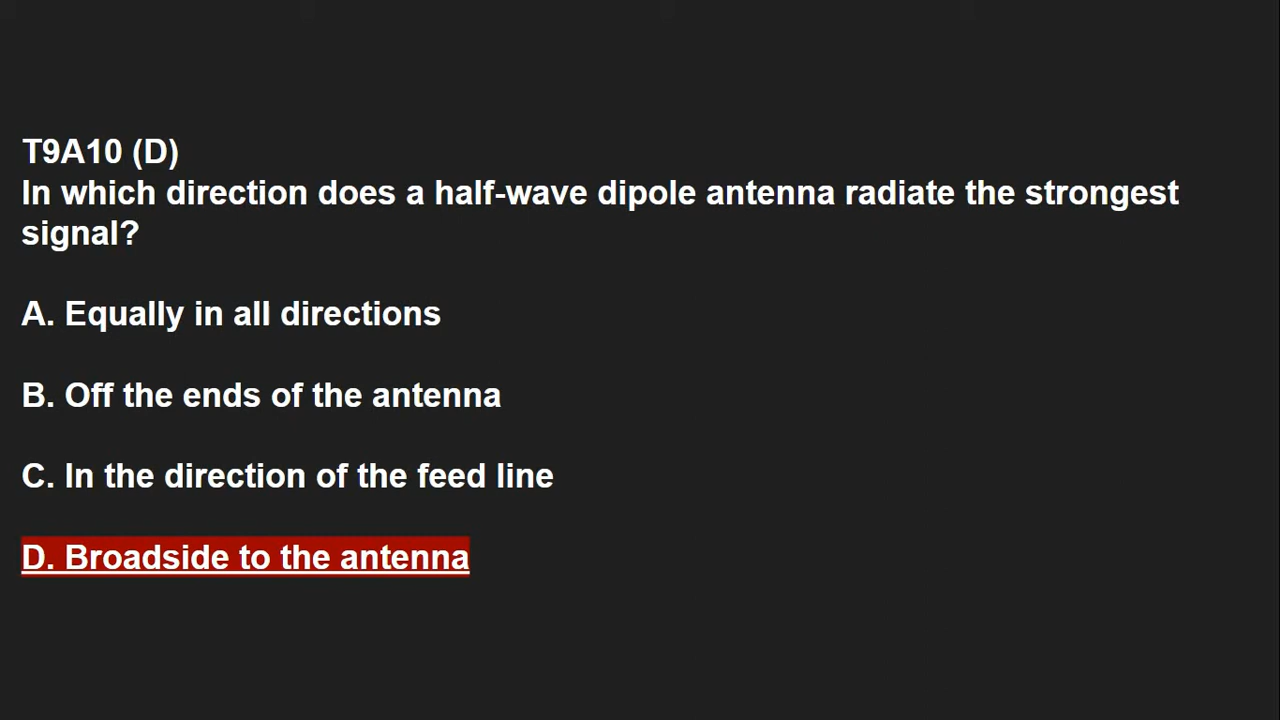 T9A10 (D)
In which direction does a half-wave dipole antenna radiate the strongest
signal?
A. Equally in all directions
B. Off the ends of the antenna
C. In the direction of the feed line
D. Broadside to the antenna